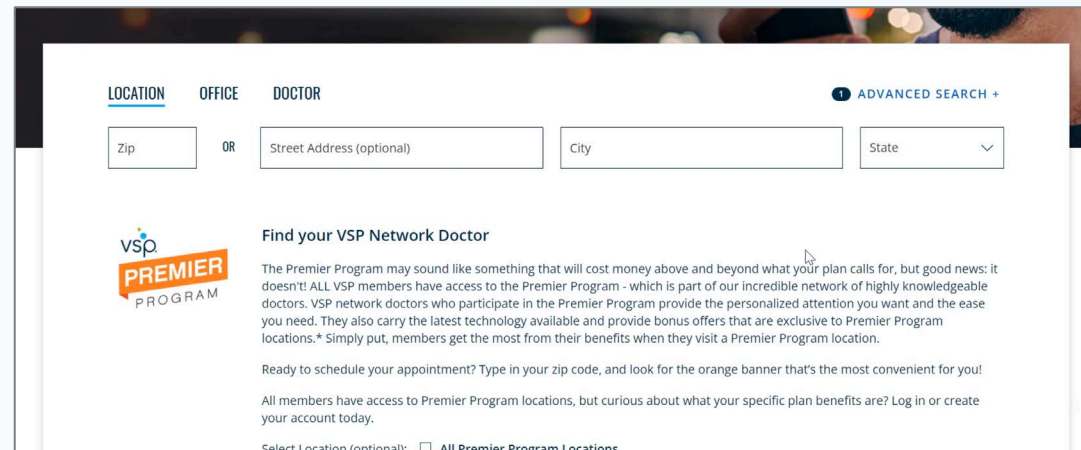 LOCATION OFFICE DOCTOR 1 ADVANCED SEARCH +
Zip OR Street Address (optional) City State
vsp.
PREMIER
PROGRAM
Find your VSP Network Doctor
The Premier Program may sound like something that will cost money above and beyond what your plan calls for, but good news: it
doesn't! ALL VSP members have access to the Premier Program - which is part of our incredible network of highly knowledgeable
doctors. VSP network doctors who participate in the Premier Program provide the personalized attention you want and the ease
you need. They also carry the latest technology available and provide bonus offers that are exclusive to Premier Program
locations.* Simply put, members get the most from their benefits when they visit a Premier Program location.
Ready to schedule your appointment? Type in your zip code, and look for the orange banner that's the most convenient for you!
All members have access to Premier Program locations, but curious about what your specific plan benefits are? Log in or create
your account today.
Select Location (optional): All Premier Program Locations